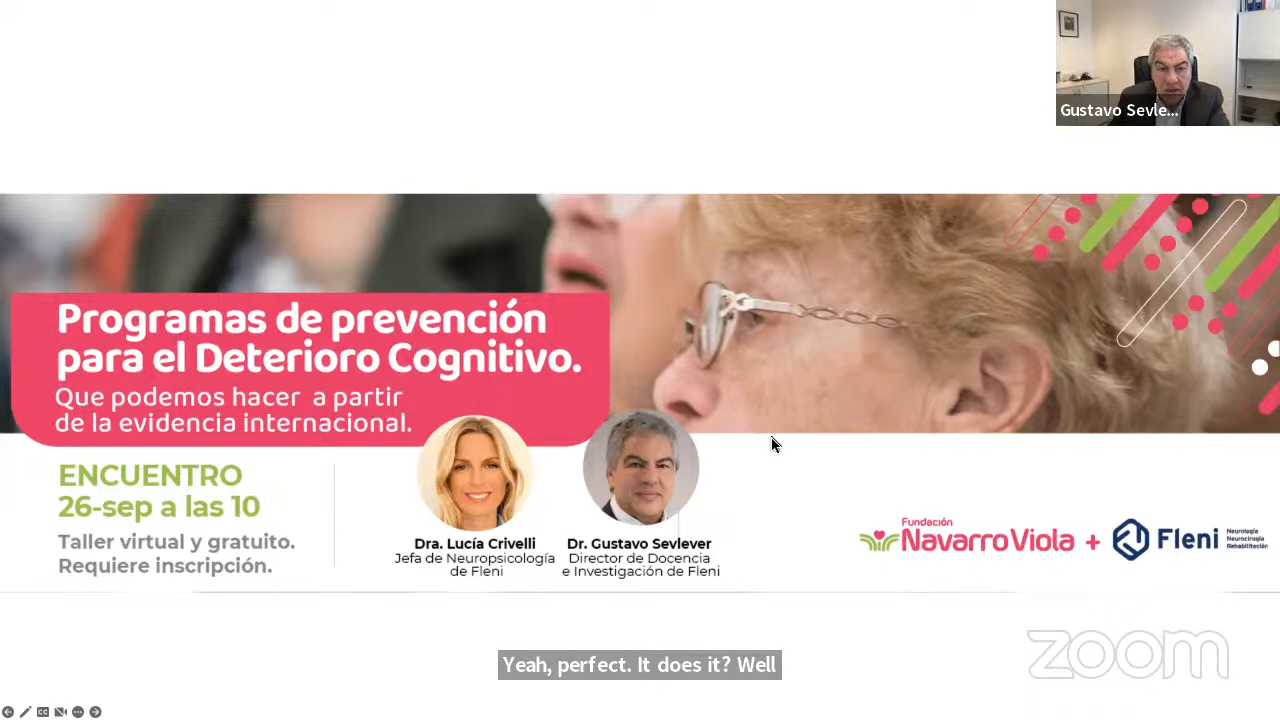 Gustavo Sevle...
Programas de prevención
para el Deterioro Cognitivo.
Que podemos hacer a partir
de la evidencia internacional.
ENCUENTRO
26-sep a las 10
Taller virtual y gratuito.
Requiere inscripción.
Dra. Lucía Crivelli
Jefa de Neuropsicología
de Fleni
Dr. Gustavo Sevlever
Director de Docencia
e Investigación de Fleni
Fundación
NavarroViola
+
Fleni
Neurología
Neurocirugía
Rehabilitación
Yeah, perfect. It does it? Well
zoom
CC